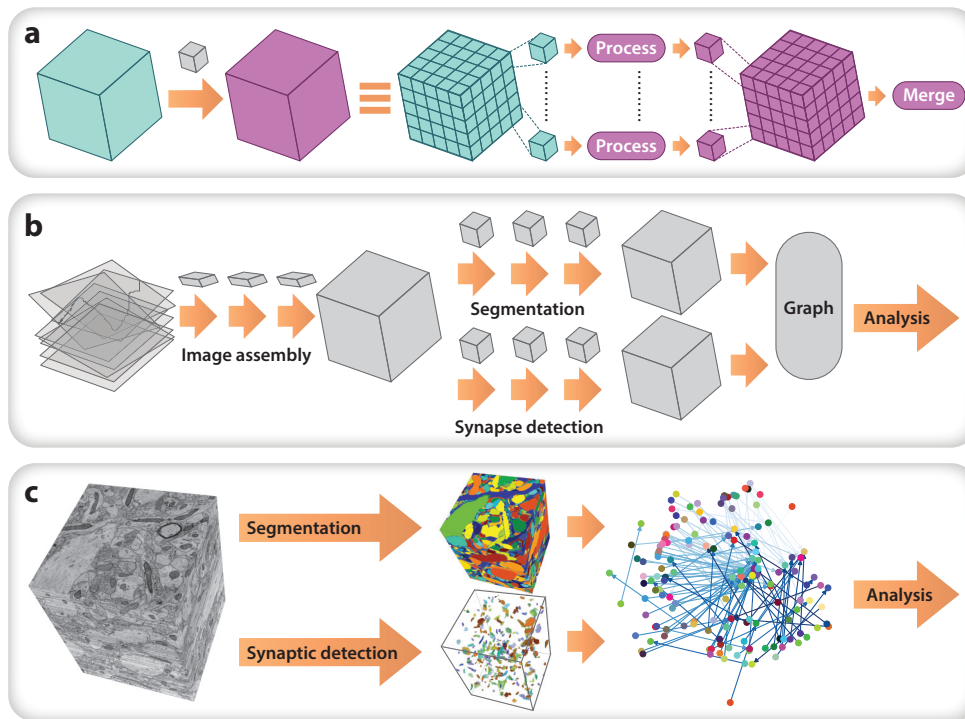 a
Process
Process
Merge
b
Image assembly
Segmentation
Synapse detection
Graph
Analysis
c
Segmentation
Synaptic detection
Analysis